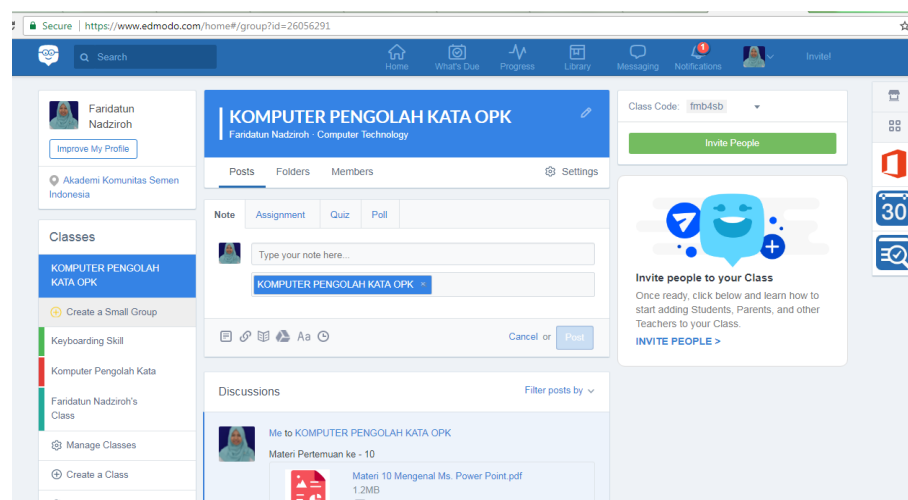 Secure | https://www.edmodo.com/home#/group?id=26056291
Search
Home
What's Due
Progress
Library
Messaging
1
Notifications
Invite!
Faridatun
Nadziroh
Improve My Profile
Akademi Komunitas Semen
Indonesia
Classes
KOMPUTER PENGOLAH
KATA OPK
Create a Small Group
Keyboarding Skill
Komputer Pengolah Kata
Faridatun Nadziroh's
Class
Manage Classes
Create a Class
KOMPUTER PENGOLAH KATA OPK
Faridatun Nadziroh · Computer Technology
Posts Folders Members Settings
Note Assignment Quiz Poll
Type your note here...
KOMPUTER PENGOLAH KATA OPK ×
Aa
Cancel or Post
Discussions
Filter posts by
Me to KOMPUTER PENGOLAH KATA OPK
Materi Pertemuan ke - 10
Materi 10 Mengenal Ms. Power Point.pdf
1.2MB
Class Code: fmb4sb
Invite People
Invite people to your Class
Once ready, click below and learn how to
start adding Students, Parents, and other
Teachers to your Class.
INVITE PEOPLE >
30